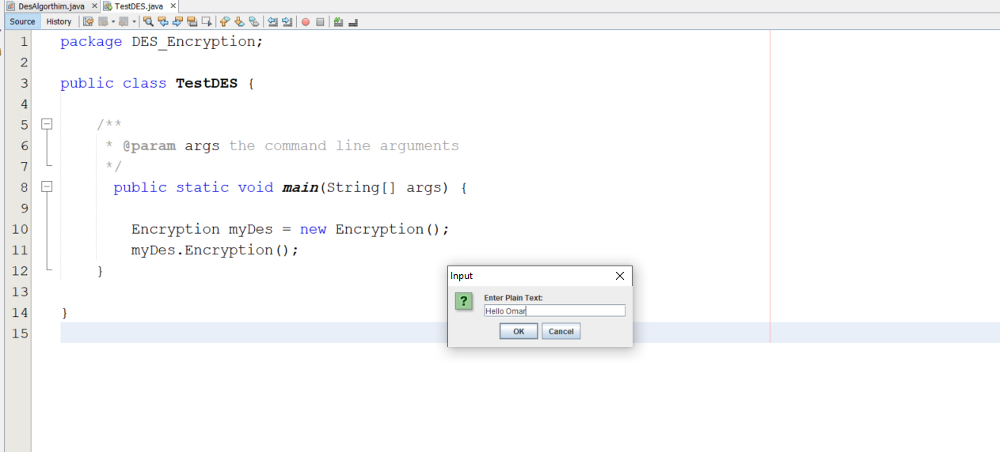 DesAlgorthim.java TestDES.java
Source History
1 package DES_Encryption;
2
3 public class TestDES {
4
5 /**
6 * @param args the command line arguments
7 */
8 public static void main(String[] args) {
9
10 Encryption myDes = new Encryption();
11 myDes.Encryption();
12 }
13
14 }
15
Input
? Enter Plain Text:
Hello Omar
OK Cancel